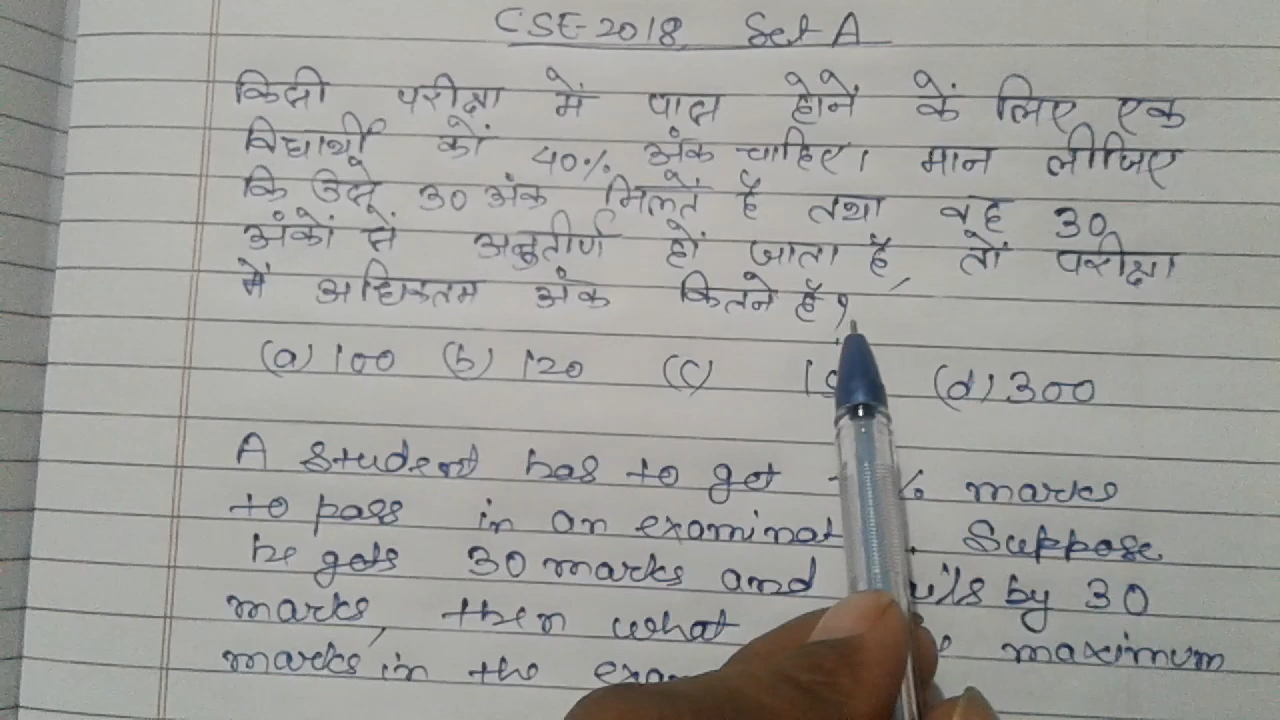 CSE-2018 Set A
किसी परीक्षा में पास होनें कें लिए एक
विद्यार्थी कों 40% अंक चाहिए। मान लीजिए
कि उसे 30 अंक मिलतें है तथा वह 30
अंकों सें अनुतीर्ण हों जाता है, तों परीक्षा
में अधिकतम अंक कितने है?
(a) 100 (b) 120 (c) (d) 300
A student has to get % marks
to pass in an Suppose
he gets 30 marks and by 30
marks, then what maximum
marks in the